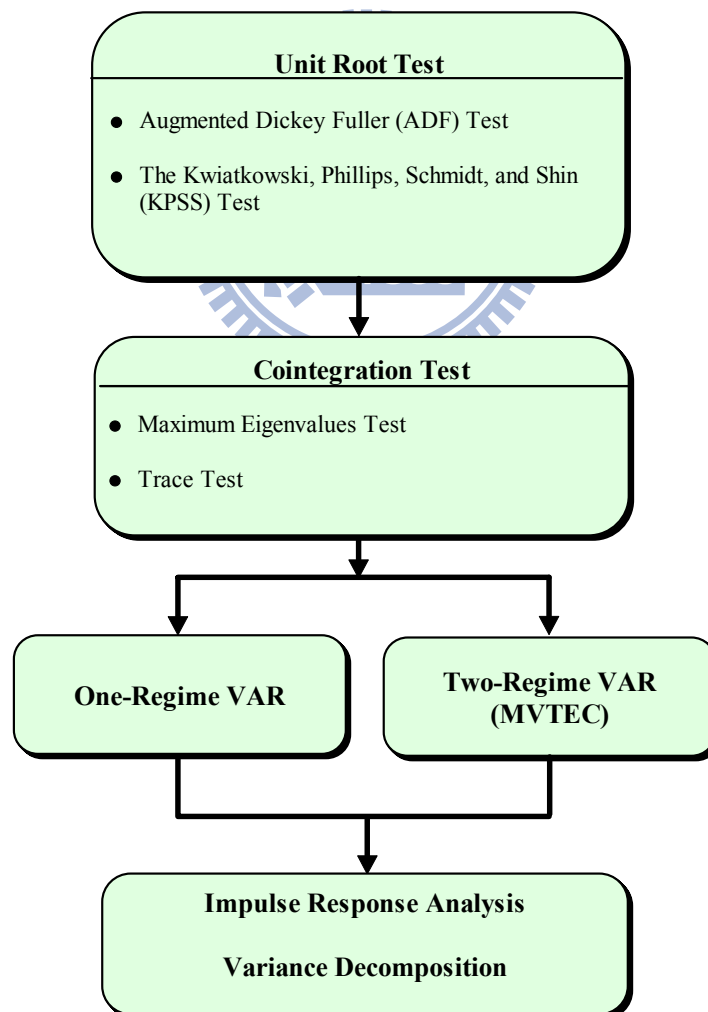 Unit Root Test
● Augmented Dickey Fuller (ADF) Test
● The Kwiatkowski, Phillips, Schmidt, and Shin
(KPSS) Test
Cointegration Test
● Maximum Eigenvalues Test
● Trace Test
One-Regime VAR
Two-Regime VAR
(MVTEC)
Impulse Response Analysis
Variance Decomposition